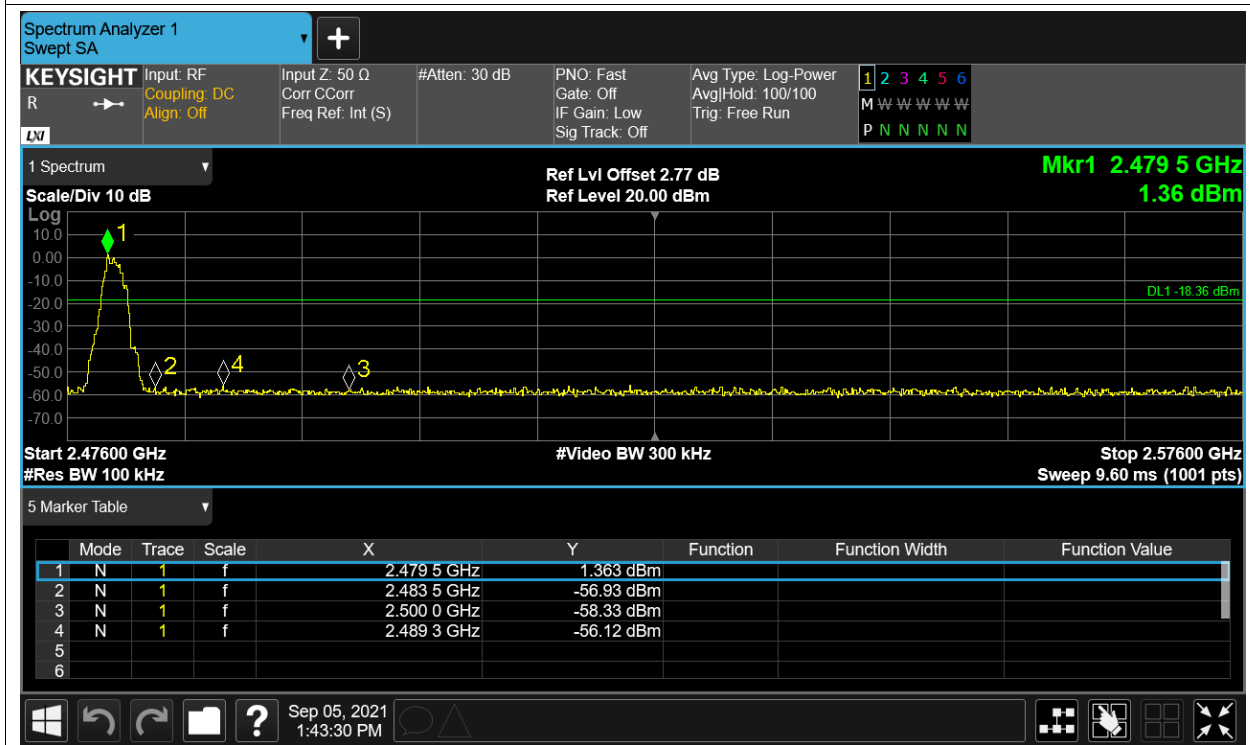 Spectrum Analyzer 1
Swept SA
KEYSIGHT Input: RF Input Z: 50 Ω #Atten: 30 dB PNO: Fast Avg Type: Log-Power 1 2 3 4 5 6
R Coupling: DC Corr CCorr Gate: Off Avg|Hold: 100/100 M W W W W W
Align: Off Freq Ref: Int (S) IF Gain: Low Trig: Free Run
LXI Sig Track: Off P N N N N N
1 Spectrum Ref Lvl Offset 2.77 dB Mkr1 2.479 5 GHz
Scale/Div 10 dB Ref Level 20.00 dBm 1.36 dBm
Log
10.0 1
0.00
-10.0
DL1 -18.36 dBm
-20.0
-30.0
-40.0
2 4 3
-50.0
-60.0
-70.0
Start 2.47600 GHz #Video BW 300 kHz Stop 2.57600 GHz
#Res BW 100 kHz Sweep 9.60 ms (1001 pts)
5 Marker Table
Mode Trace Scale X Y Function Function Width Function Value
1 N 1 f 2.479 5 GHz 1.363 dBm
2 N 1 f 2.483 5 GHz -56.93 dBm
3 N 1 f 2.500 0 GHz -58.33 dBm
4 N 1 f 2.489 3 GHz -56.12 dBm
5
6
? Sep 05, 2021
1:43:30 PM